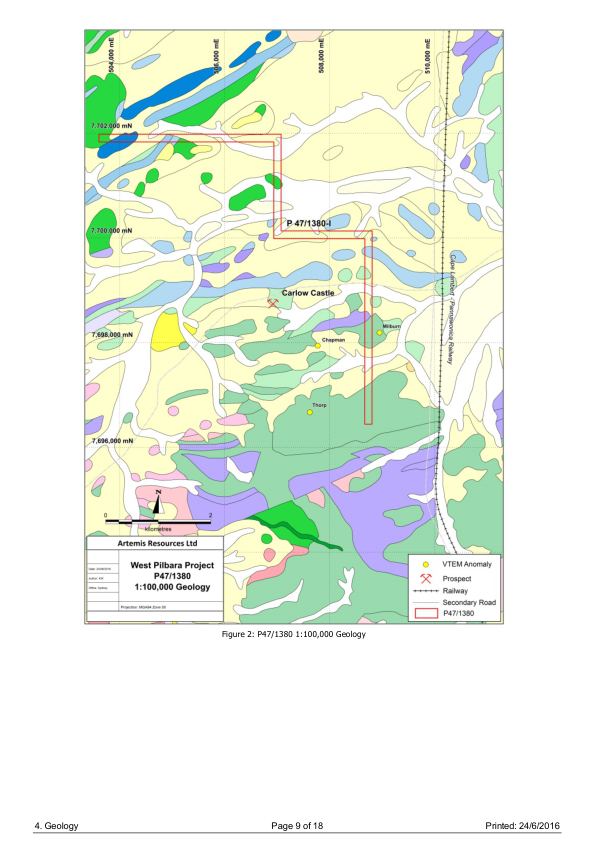 504,000 mE
506,000 mE
508,000 mE
510,000 mE
7,702,000 mN
P 47/1380-I
7,700,000 mN
Cape Lambert - Pannawonica Railway
Carlow Castle
Milburn
7,698,000 mN
Chapman
Thorp
7,696,000 mN
N
0 2
kilometres
Artemis Resources Ltd
West Pilbara Project
P47/1380
1:100,000 Geology
Office: Sydney
Projection: MGA94 Zone 50
VTEM Anomaly
Prospect
Railway
Secondary Road
P47/1380
Figure 2: P47/1380 1:100,000 Geology
4. Geology Page 9 of 18 Printed: 24/6/2016